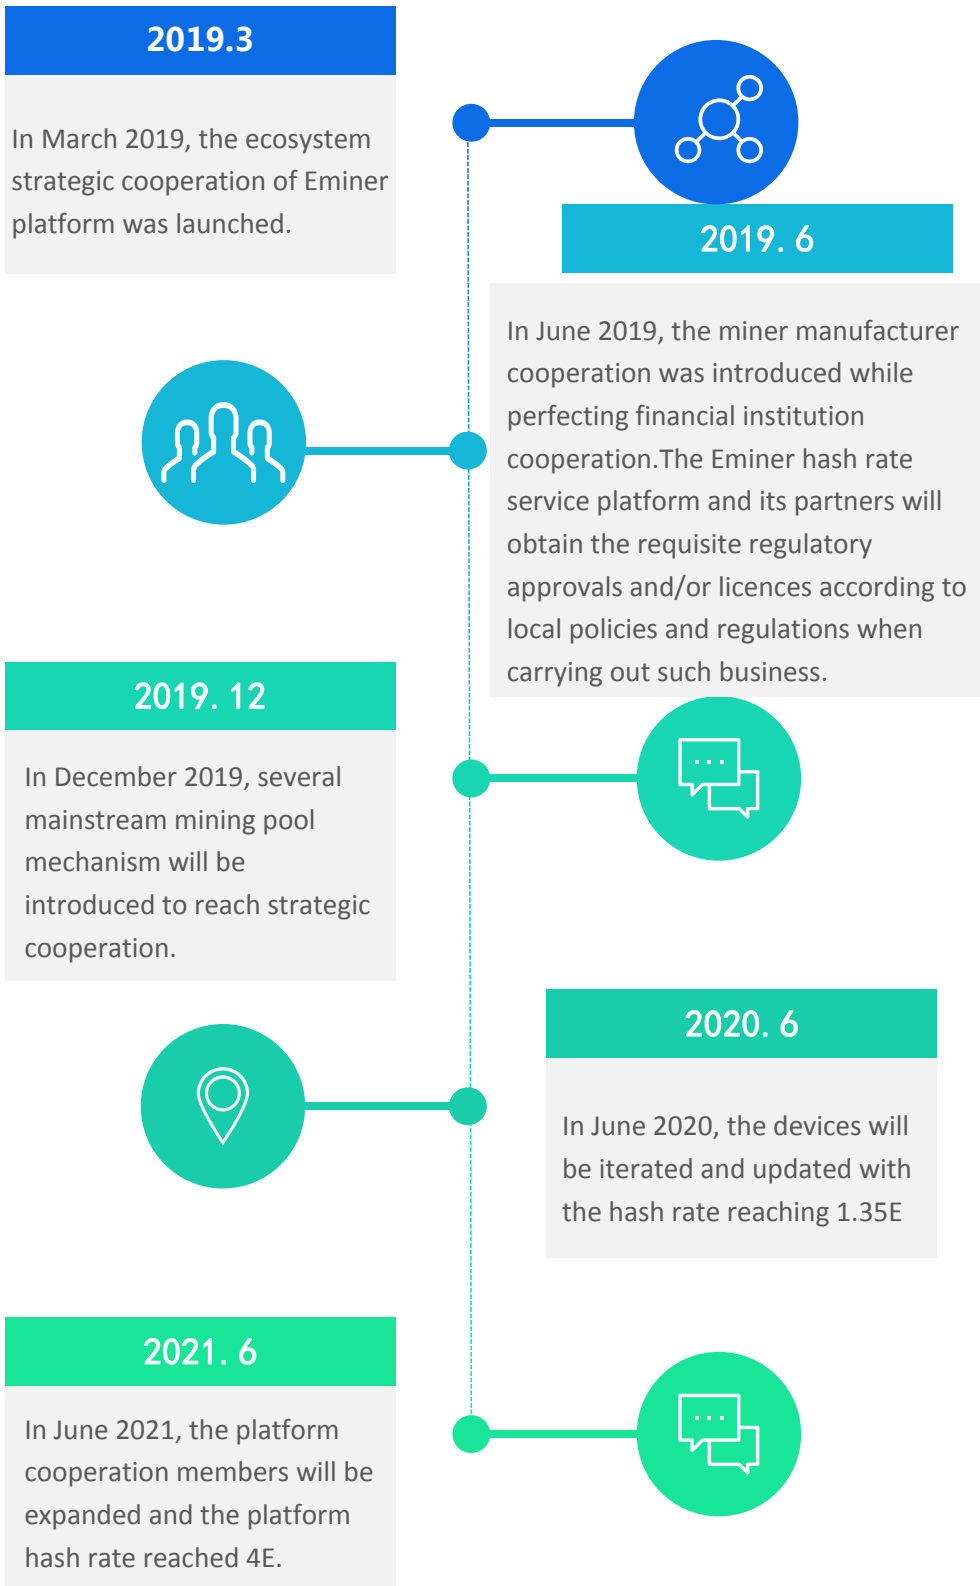 2019.3
In March 2019, the ecosystem
strategic cooperation of Eminer
platform was launched.
2019. 6
In June 2019, the miner manufacturer
cooperation was introduced while
perfecting financial institution
cooperation.The Eminer hash rate
service platform and its partners will
obtain the requisite regulatory
approvals and/or licences according to
local policies and regulations when
carrying out such business.
2019. 12
In December 2019, several
mainstream mining pool
mechanism will be
introduced to reach strategic
cooperation.
2020. 6
In June 2020, the devices will
be iterated and updated with
the hash rate reaching 1.35E
2021. 6
In June 2021, the platform
cooperation members will be
expanded and the platform
hash rate reached 4E.